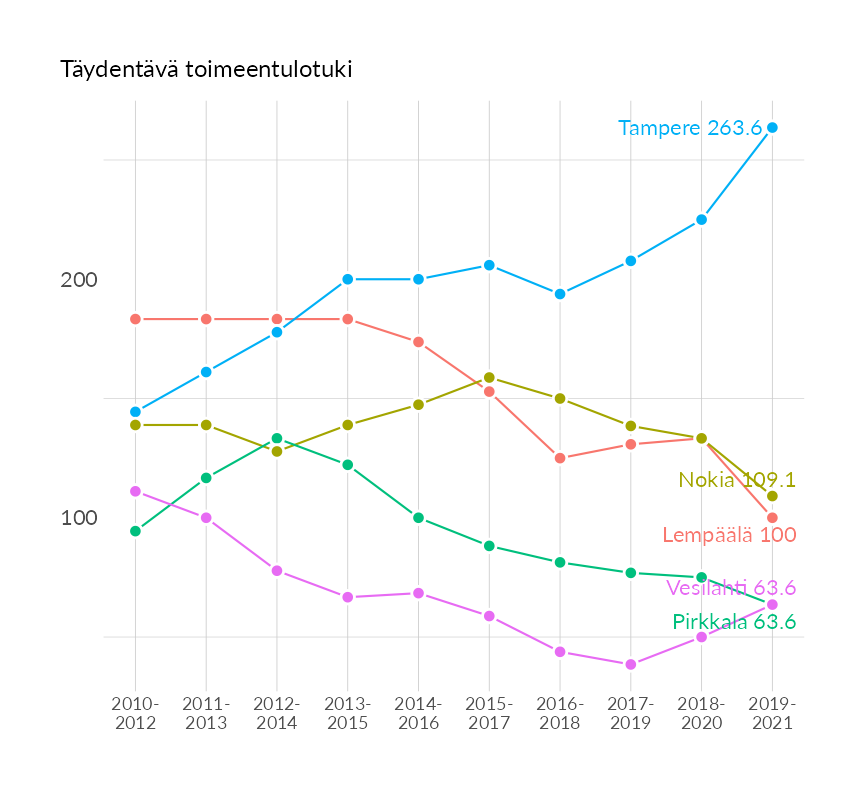 Täydentävä toimeentulotuki
Tampere 263.6
200
Nokia 109.1
100
Lempäälä 100
Vesilahti 63.6
Pirkkala 63.6
2010- 2011- 2012- 2013- 2014- 2015- 2016- 2017- 2018- 2019-
2012 2013 2014 2015 2016 2017 2018 2019 2020 2021